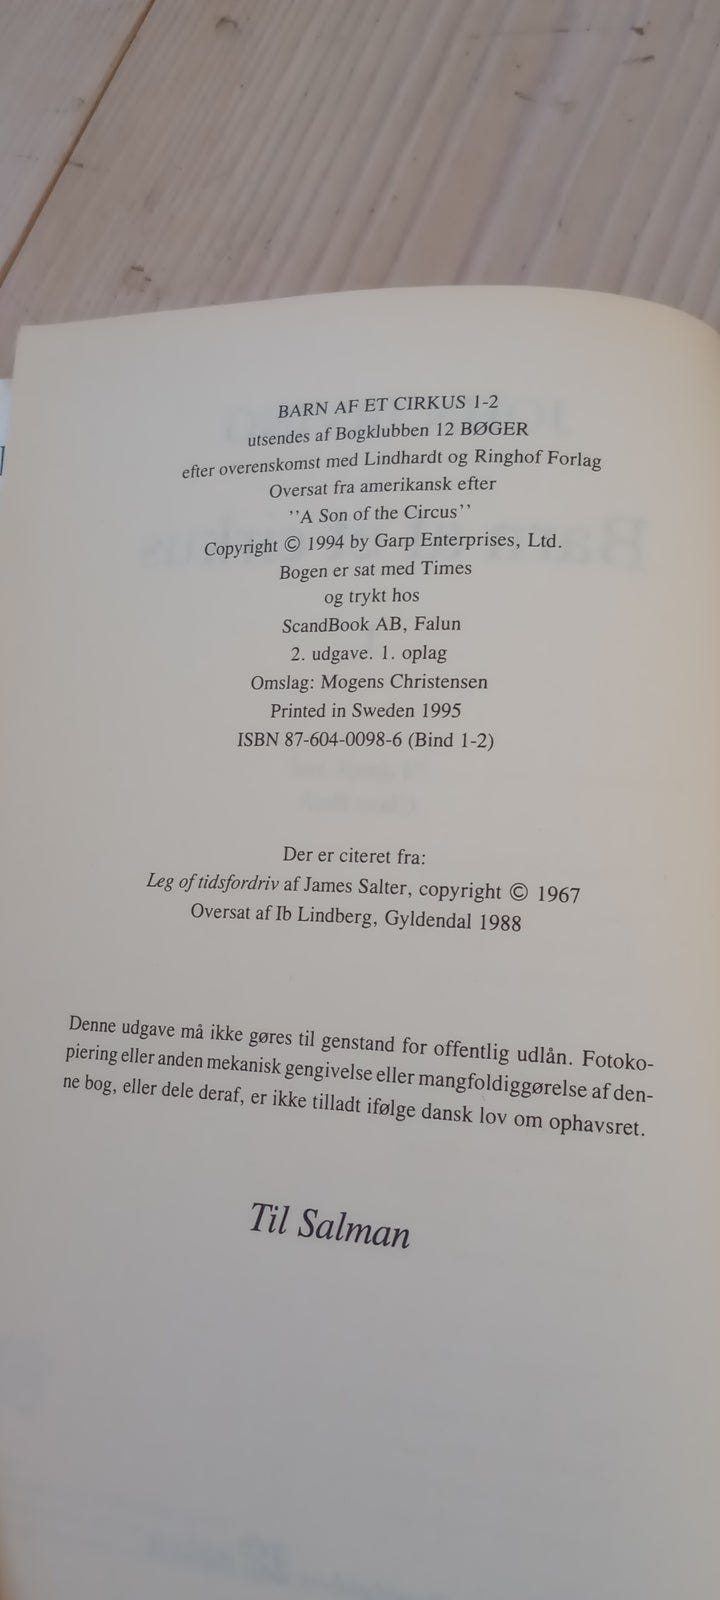 BARN AF ET CIRKUS 1-2
utsendes af Bogklubben 12 BØGER
efter overenskomst med Lindhardt og Ringhof Forlag
Oversat fra amerikansk efter
’’A Son of the Circus’’
Copyright © 1994 by Garp Enterprises, Ltd.
Bogen er sat med Times
og trykt hos
ScandBook AB, Falun
2. udgave. 1. oplag
Omslag: Mogens Christensen
Printed in Sweden 1995
ISBN 87-604-0098-6 (Bind 1-2)
Der er citeret fra:
Leg of tidsfordriv af James Salter, copyright © 1967
Oversat af Ib Lindberg, Gyldendal 1988
Denne udgave må ikke gøres til genstand for offentlig udlån. Fotoko-
piering eller anden mekanisk gengivelse eller mangfoldiggørelse af den-
ne bog, eller dele deraf, er ikke tilladt ifølge dansk lov om ophavsret.
Til Salman